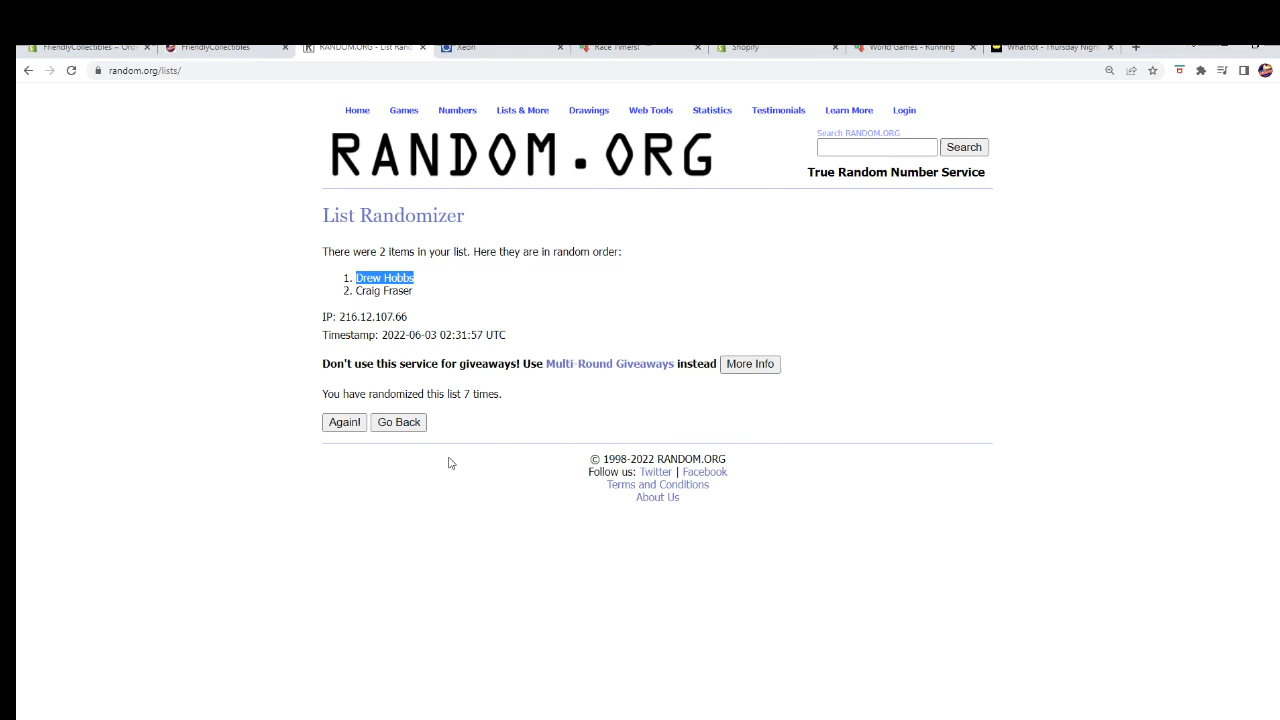 FriendlyCollectibles ~ Ord
FriendlyCollectibles
RANDOM.ORG - List Rand
Xeon
Race Timers!
Shopify
World Games - Running
Whatnot - Thursday Night
random.org/lists/
Home Games Numbers Lists & More Drawings Web Tools Statistics Testimonials Learn More Login
RANDOM.ORG
Search RANDOM.ORG
Search
True Random Number Service
List Randomizer
There were 2 items in your list. Here they are in random order:
1. Drew Hobbs
2. Craig Fraser
IP: 216.12.107.66
Timestamp: 2022-06-03 02:31:57 UTC
Don't use this service for giveaways! Use Multi-Round Giveaways instead More Info
You have randomized this list 7 times.
Again! Go Back
© 1998-2022 RANDOM.ORG
Follow us: Twitter | Facebook
Terms and Conditions
About Us